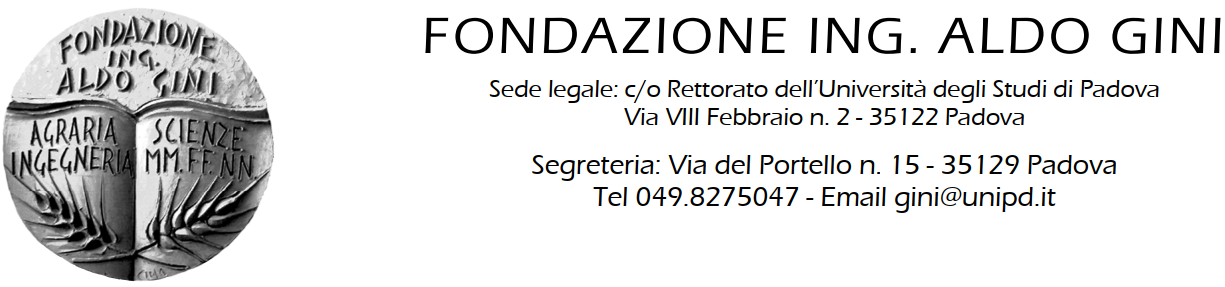 FONDAZIONE
ING.
ALDO GINI
AGRARIA
INGEGNERIA
SCIENZE
MM.FF.NN
FONDAZIONE ING. ALDO GINI
Sede legale: c/o Rettorato dell'Università degli Studi di Padova
Via VIII Febbraio n. 2 - 35122 Padova
Segreteria: Via del Portello n. 15 - 35129 Padova
Tel 049.8275047 - Email gini@unipd.it